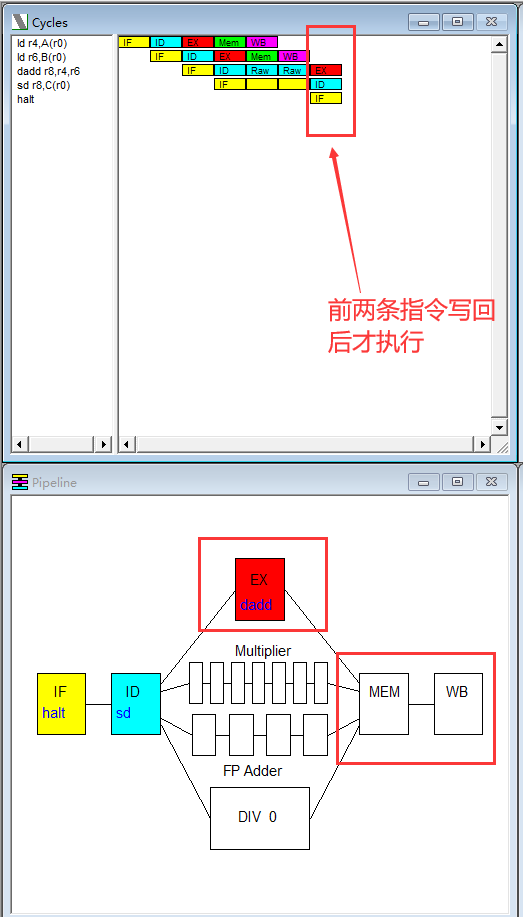 Cycles
ld r4,A(r0) IF ID EX Mem WB
ld r6,B(r0) IF ID EX Mem WB
dadd r8,r4,r6 IF ID Raw Raw EX
sd r8,C(r0) IF ID
halt IF
前两条指令写回
后才执行
Pipeline
EX
dadd
Multiplier
IF ID MEM WB
halt sd
FP Adder
DIV 0